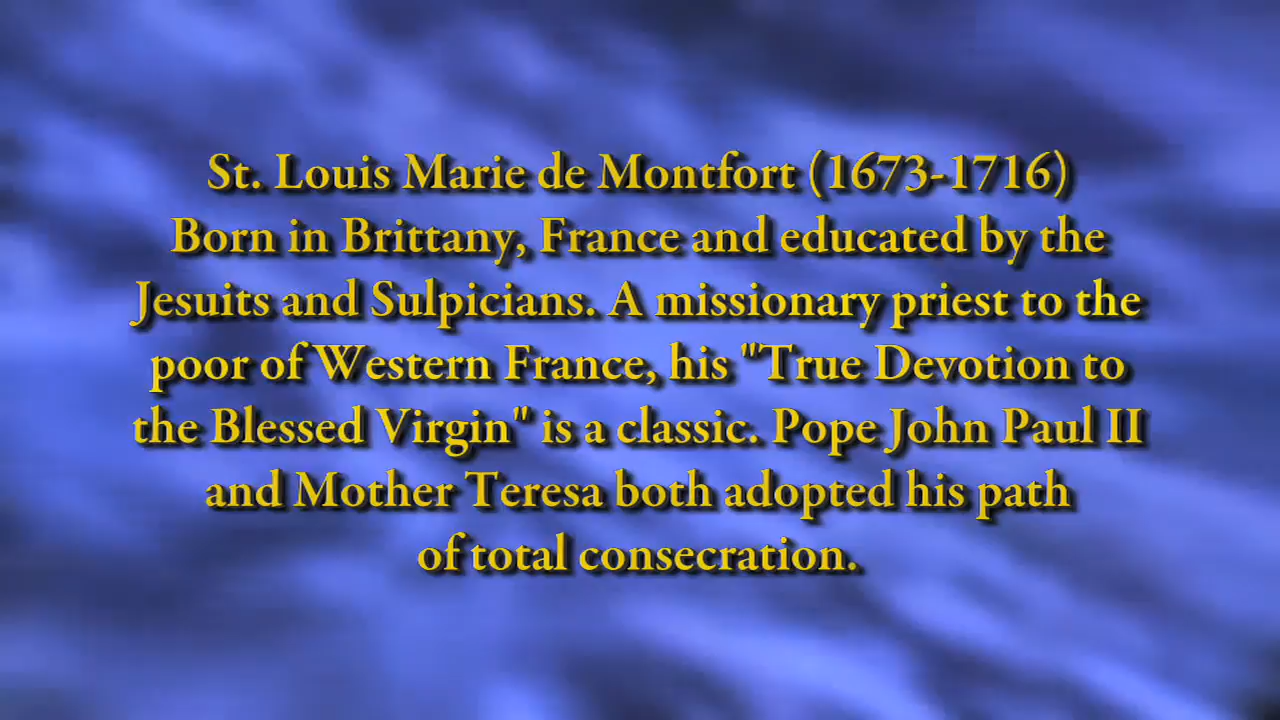 St. Louis Marie de Montfort (1673-1716)
Born in Brittany, France and educated by the
Jesuits and Sulpicians. A missionary priest to the
poor of Western France, his "True Devotion to
the Blessed Virgin" is a classic. Pope John Paul II
and Mother Teresa both adopted his path
of total consecration.